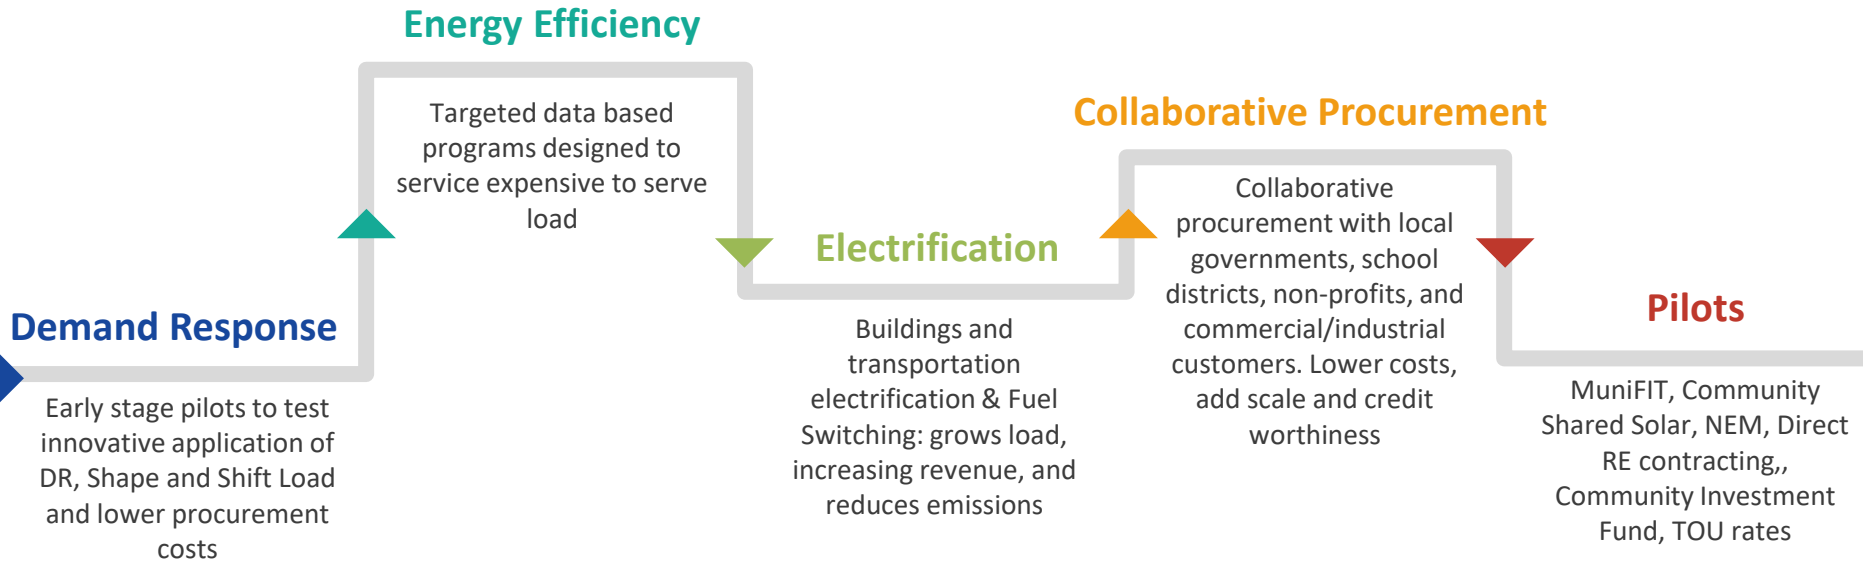 Demand Response
Early stage pilots to test
innovative application of
DR, Shape and Shift Load
and lower procurement
costs
Energy Efficiency
Targeted data based
programs designed to
service expensive to serve
load
Electrification
Buildings and
transportation
electrification & Fuel
Switching: grows load,
increasing revenue, and
reduces emissions
Collaborative Procurement
Collaborative
procurement with local
governments, school
districts, non-profits, and
commercial/industrial
customers. Lower costs,
add scale and credit
worthiness
Pilots
MuniFIT, Community
Shared Solar, NEM, Direct
RE contracting,,
Community Investment
Fund, TOU rates